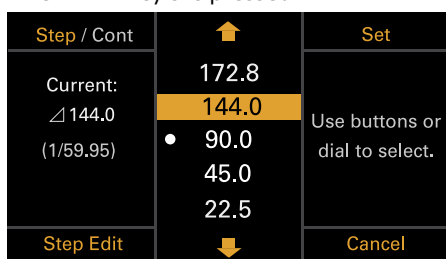 Step / Cont
Set
Current:
⊿144.0
(1/59.95)
172.8
144.0
90.0
45.0
22.5
Use buttons or
dial to select.
Step Edit
Cancel